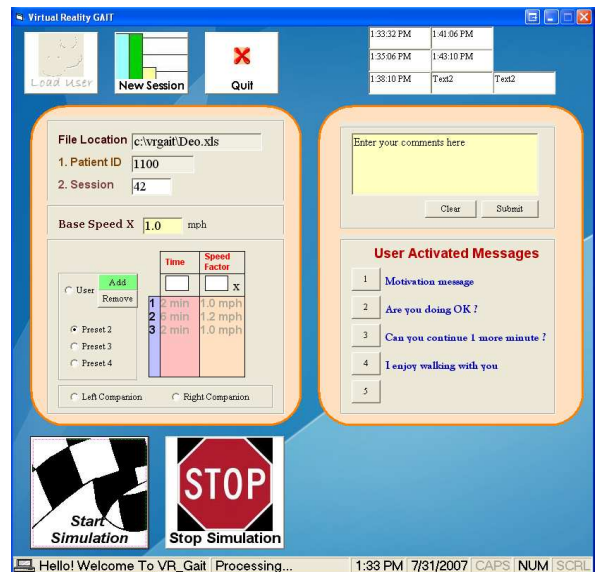 Virtual Reality GAIT
Load User
New Session
Quit
1:33:32 PM 1:41:06 PM
1:35:06 PM 1:43:10 PM
1:38:10 PM Text2 Text2
File Location c:\vrgait\Deo.xls
1. Patient ID 1100
2. Session 42
Base Speed X 1.0 mph
Time Speed Factor
x
User Add
Remove
1 2 min 1.0 mph
2 6 min 1.2 mph
3 2 min 1.0 mph
Preset 2
Preset 3
Preset 4
Left Companion Right Companion
Enter your comments here
Clear Submit
User Activated Messages
1 Motivation message
2 Are you doing OK ?
3 Can you continue 1 more minute ?
4 I enjoy walking with you
5
Start
Simulation
STOP
Stop Simulation
Hello! Welcome To VR_Gait Processing... 1:33 PM 7/31/2007 CAPS NUM SCRL